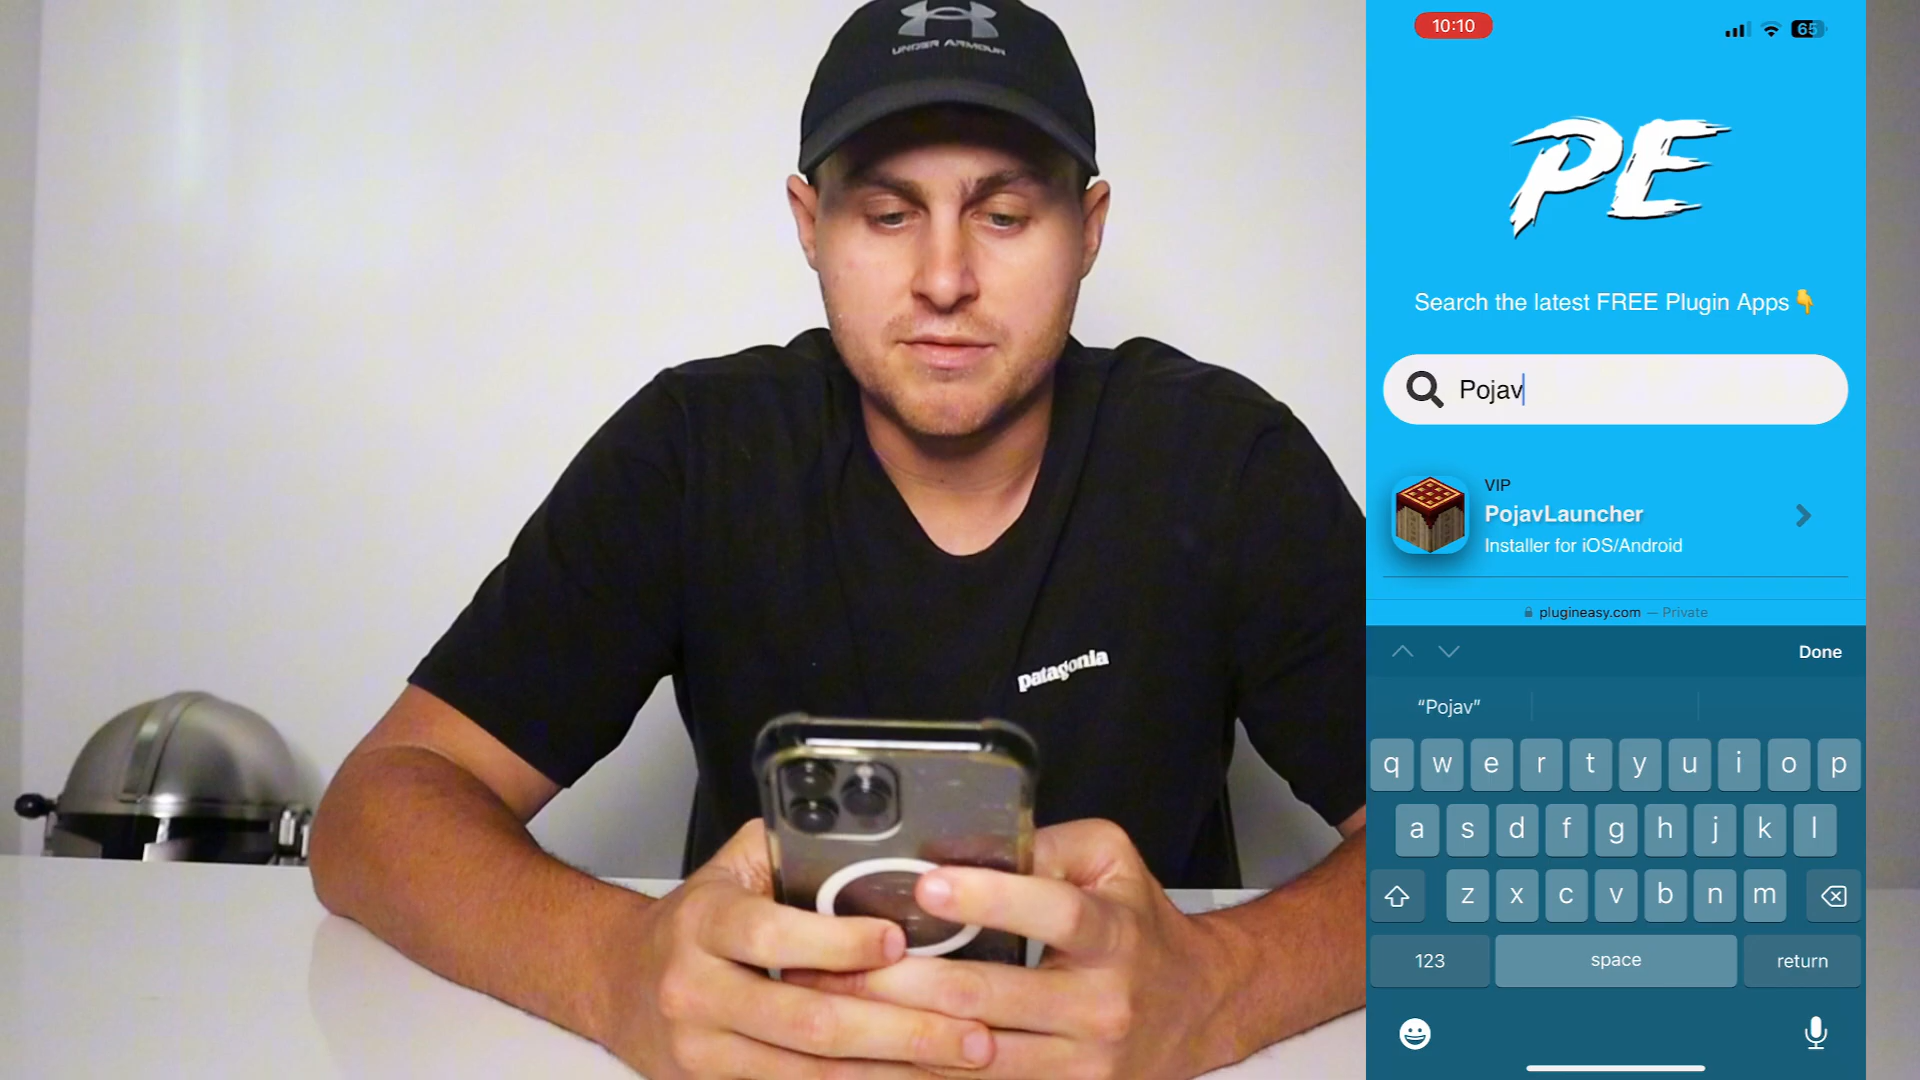 UNDER ARMOUR
patagonia
10:10
65
PE
Search the latest FREE Plugin Apps👇
Pojav
VIP
PojavLauncher
Installer for iOS/Android
plugineasy.com — Private
Done
“Pojav”
q w e r t y u i o p
a s d f g h j k l
z x c v b n m
123 space return